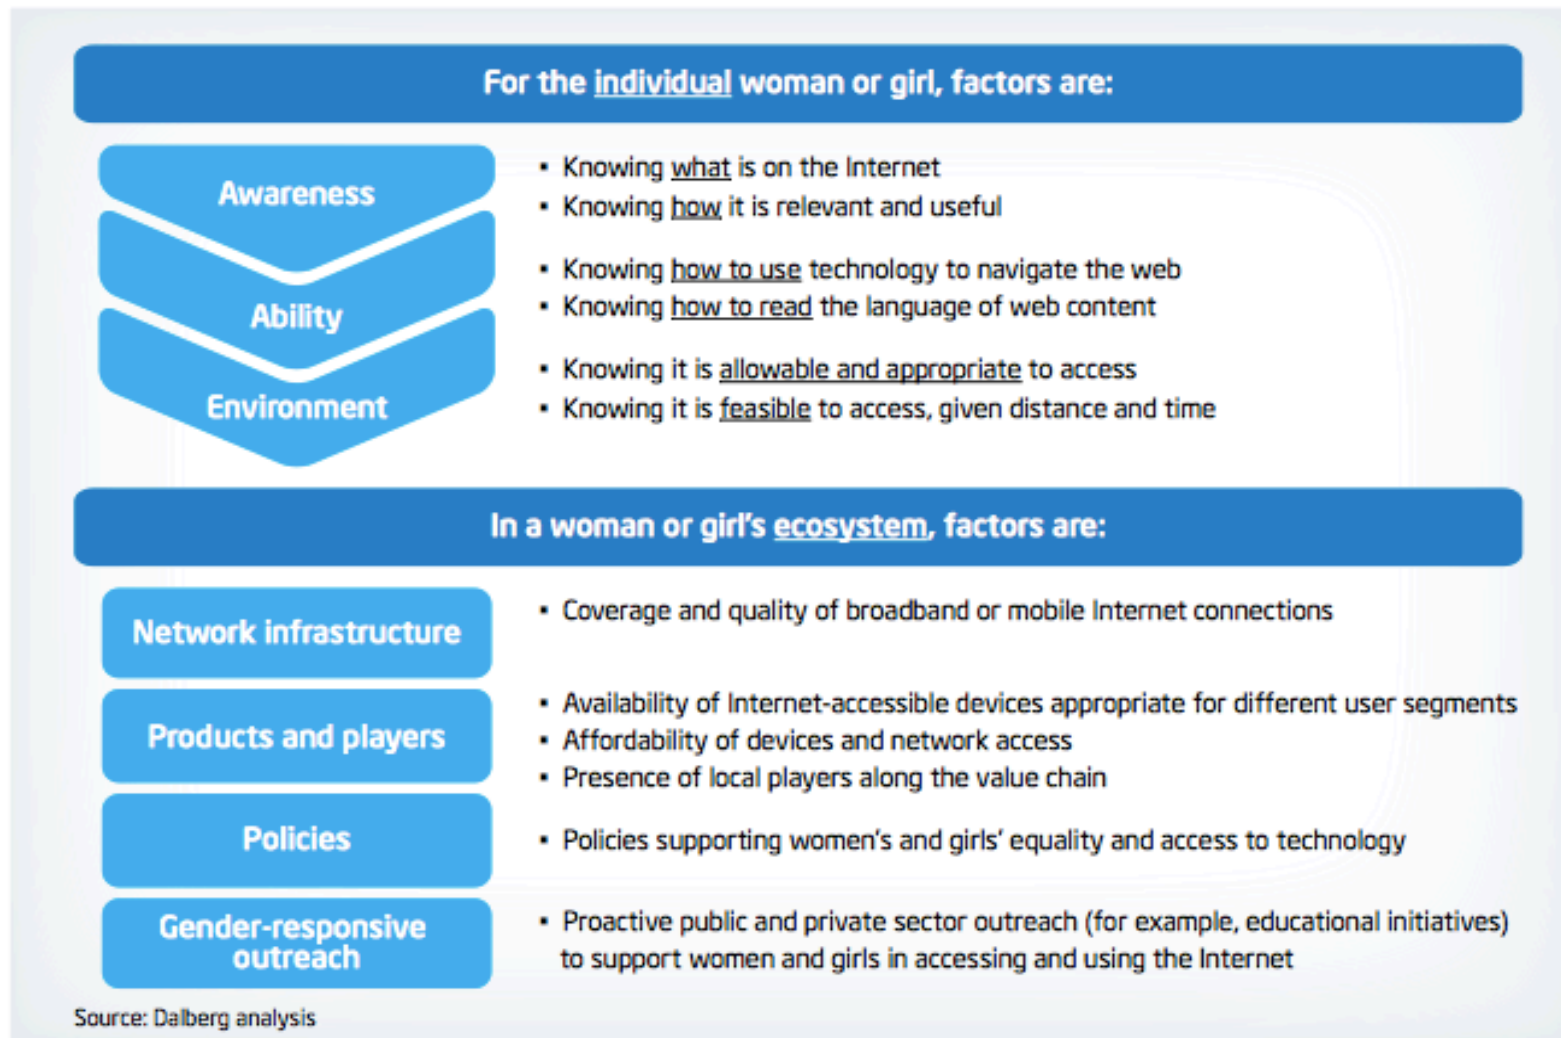 For the individual woman or girl, factors are:
Awareness
▪ Knowing what is on the Internet
▪ Knowing how it is relevant and useful
Ability
▪ Knowing how to use technology to navigate the web
▪ Knowing how to read the language of web content
Environment
▪ Knowing it is allowable and appropriate to access
▪ Knowing it is feasible to access, given distance and time
In a woman or girl's ecosystem, factors are:
Network infrastructure
▪ Coverage and quality of broadband or mobile Internet connections
Products and players
▪ Availability of Internet-accessible devices appropriate for different user segments
▪ Affordability of devices and network access
▪ Presence of local players along the value chain
Policies
▪ Policies supporting women's and girls' equality and access to technology
Gender-responsive
outreach
▪ Proactive public and private sector outreach (for example, educational initiatives)
to support women and girls in accessing and using the Internet
Source: Dalberg analysis